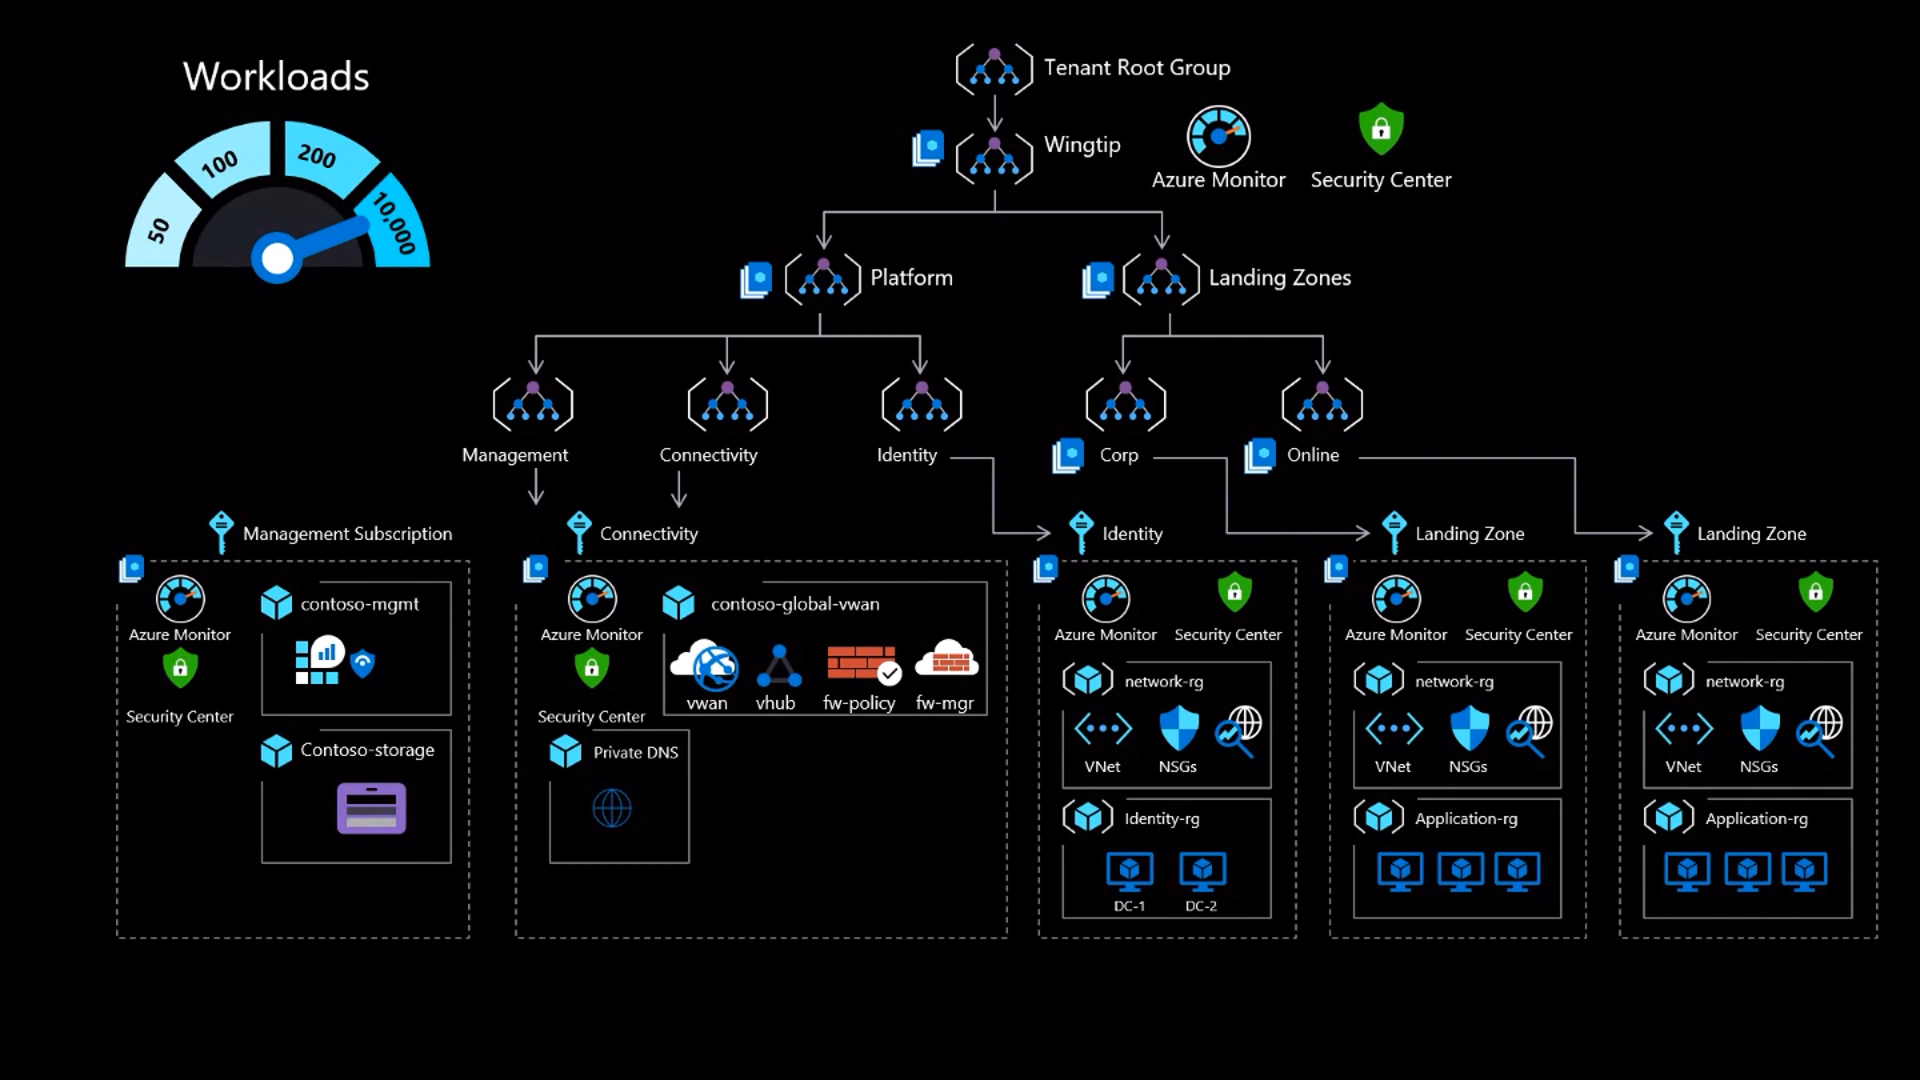 Workloads
50
100
200
10,000
Tenant Root Group
Wingtip
Azure Monitor
Security Center
Platform
Landing Zones
Management
Connectivity
Identity
Corp
Online
Management Subscription
Connectivity
Identity
Landing Zone
Landing Zone
Azure Monitor
Security Center
contoso-mgmt
Contoso-storage
Azure Monitor
Security Center
contoso-global-vwan
vwan
vhub
fw-policy
fw-mgr
Private DNS
Azure Monitor
Security Center
network-rg
VNet
NSGs
Identity-rg
DC-1
DC-2
Azure Monitor
Security Center
network-rg
VNet
NSGs
Application-rg
Azure Monitor
Security Center
network-rg
VNet
NSGs
Application-rg